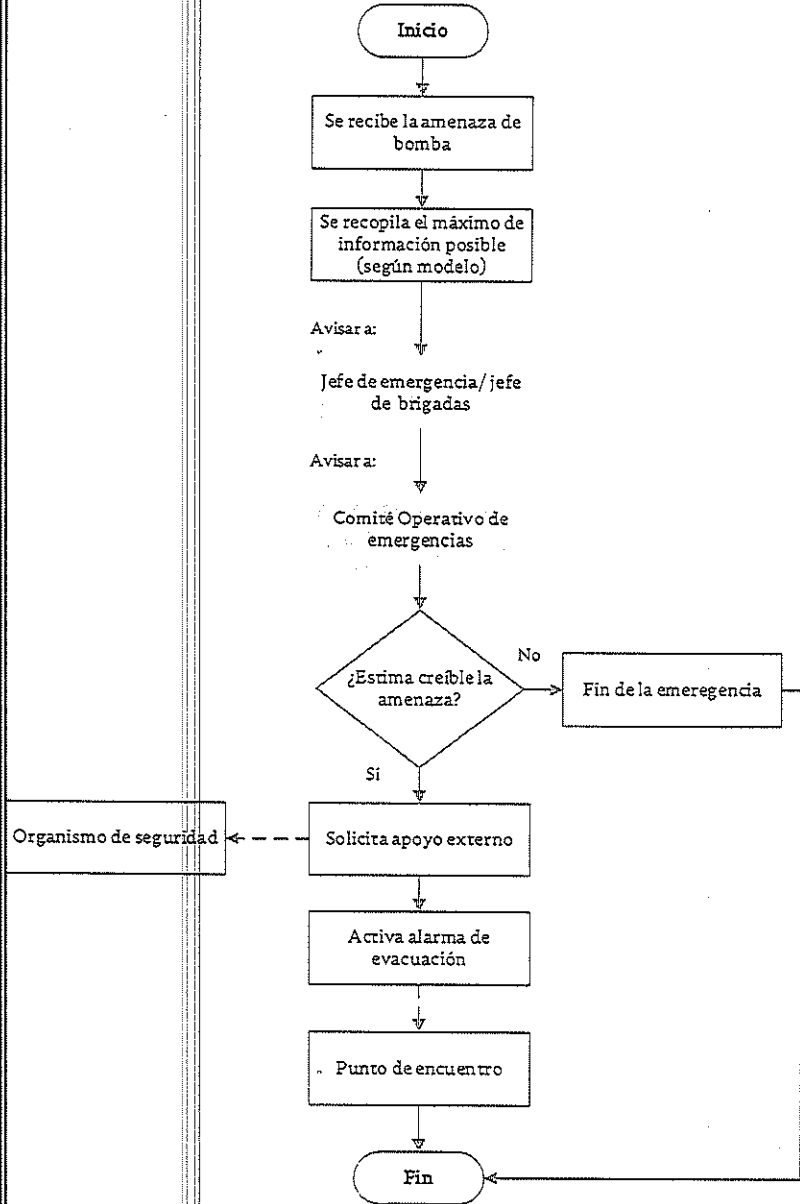 Inicio
Se recibe la amenaza de
bomba
Se recopila el máximo de
información posible
(según modelo)
Avisar a:
Jefe de emergencia/ jefe
de brigadas
Avisar a:
Comité Operativo de
emergencias
¿Estima creíble la
amenaza?
No
Fin de la emeregencia
Sí
Organismo de seguridad
Solicita apoyo externo
Activa alarma de
evacuación
Punto de encuentro
Fin